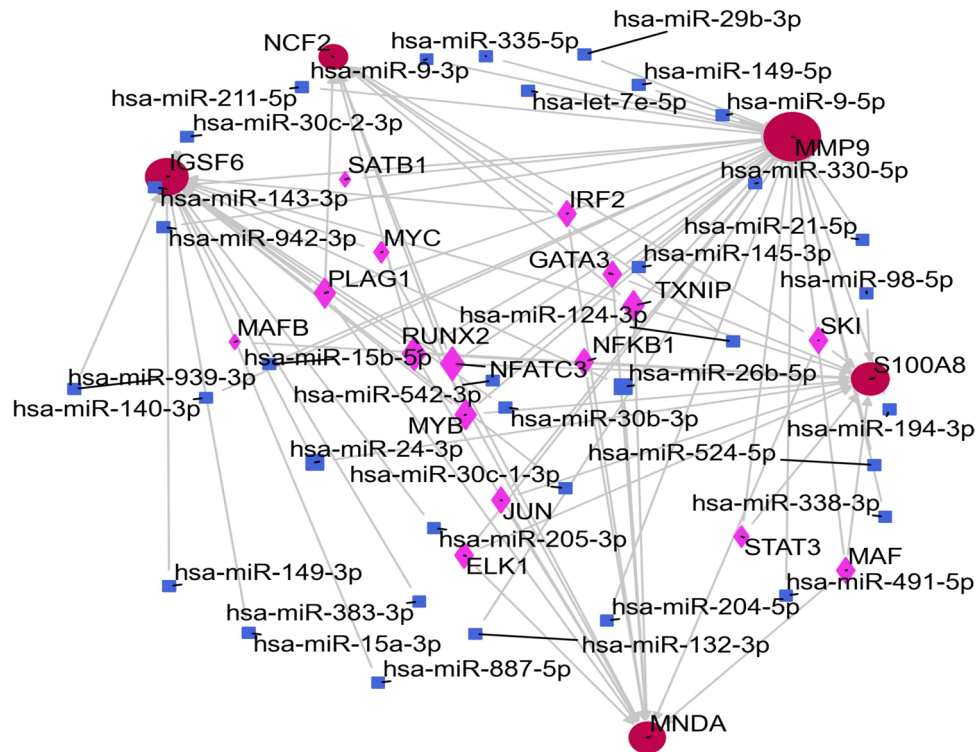 hsa-miR-29b-3p
NCF2
hsa-miR-335-5p
hsa-miR-9-3p
hsa-miR-149-5p
hsa-miR-211-5p
hsa-let-7e-5p
hsa-miR-9-5p
hsa-miR-30c-2-3p
MMP9
IGSF6
SATB1
hsa-miR-330-5p
hsa-miR-143-3p
IRF2
hsa-miR-21-5p
hsa-miR-942-3p
MYC
GATA3
hsa-miR-145-3p
PLAG1
hsa-miR-98-5p
TXNIP
hsa-miR-124-3p
SKI
MAFB
RUNX2
NFKB1
hsa-miR-15b-5p
NFATC3
S100A8
hsa-miR-939-3p
hsa-miR-26b-5p
hsa-miR-542-3p
hsa-miR-140-3p
MYB
hsa-miR-30b-3p
hsa-miR-194-3p
hsa-miR-24-3p
hsa-miR-524-5p
hsa-miR-30c-1-3p
hsa-miR-338-3p
JUN
hsa-miR-205-3p
STAT3
MAF
ELK1
hsa-miR-149-3p
hsa-miR-491-5p
hsa-miR-383-3p
hsa-miR-204-5p
hsa-miR-15a-3p
hsa-miR-132-3p
hsa-miR-887-5p
MNDA